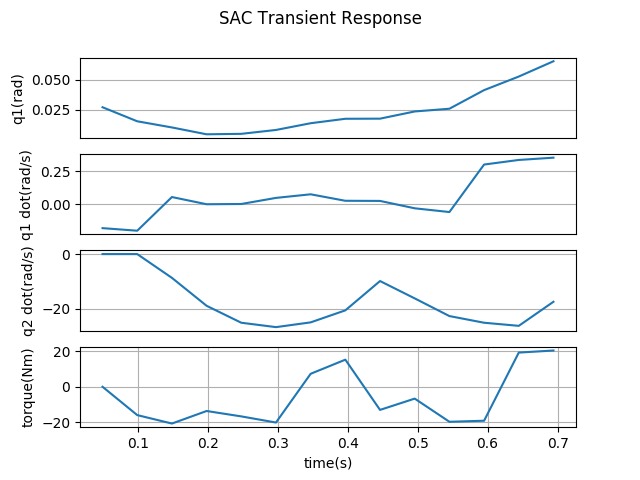 SAC Transient Response
q1(rad)
0.050
0.025
q1 dot(rad/s)
0.25
0.00
q2 dot(rad/s)
0
−20
torque(Nm)
20
0
−20
0.1 0.2 0.3 0.4 0.5 0.6 0.7
time(s)